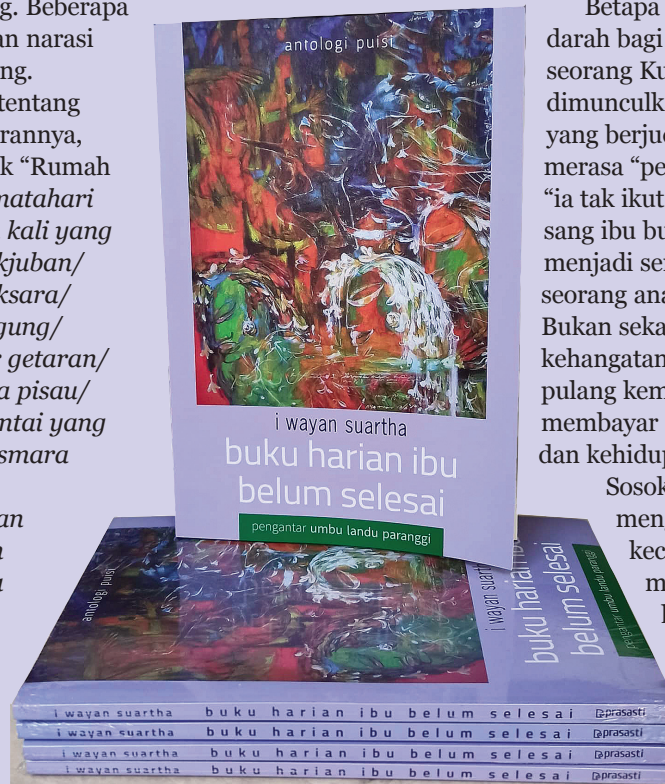 g. Beberapa
an narasi
ng.
tentang
rannya,
k “Rumah
matahari
kali yang
kjuban/
ksara/
gung/
getaran/
a pisau/
ntai yang
smara
an
Betapa
darah bagi
seorang Ku
dimunculk
yang berjud
merasa “pe
“ia tak ikut
sang ibu bu
menjadi se
seorang ana
Bukan seka
kehangatan
pulang kem
membayar
dan kehidup
Sosok
men
kec
m
antologi puisi
i wayan suartha
buku harian ibu
belum selesai
pengantar umbu landu paranggi
antologi puisi
i wayan suarth
buku harian ibu
belum selesai
pengantar umbu landu paranggi
i wayan suartha buku harian ibu belum selesai prasasti
i wayan suartha buku harian ibu belum selesai prasasti
i wayan suartha buku harian ibu belum selesai prasasti
i wayan suartha buku harian ibu belum selesai prasasti